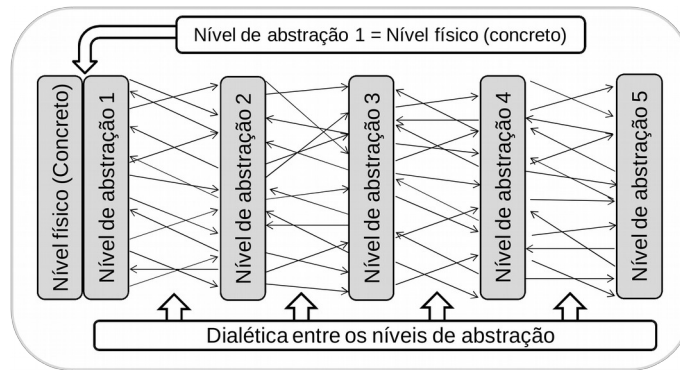 Nível de abstração 1 = Nível físico (concreto)
Nível físico (Concreto)
Nível de abstração 1
Nível de abstração 2
Nível de abstração 3
Nível de abstração 4
Nível de abstração 5
Dialética entre os níveis de abstração